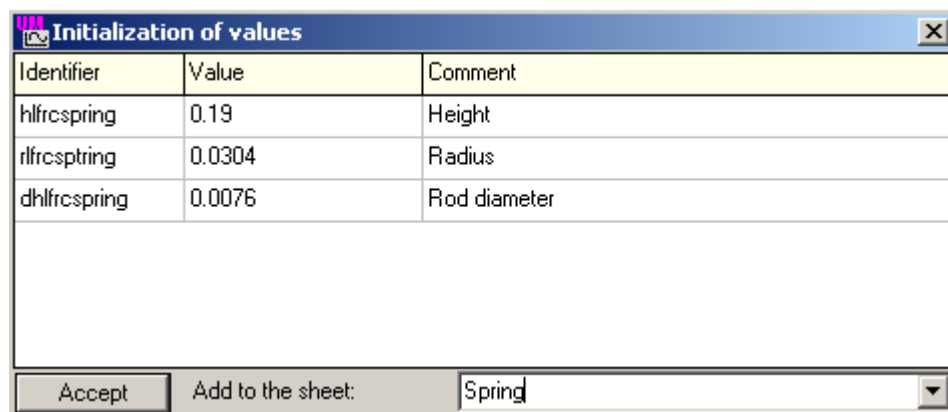 Initialization of values
Identifier Value Comment
hlfrcspring 0.19 Height
rlfrcsptring 0.0304 Radius
dhlfrcspring 0.0076 Rod diameter
Accept Add to the sheet: Spring